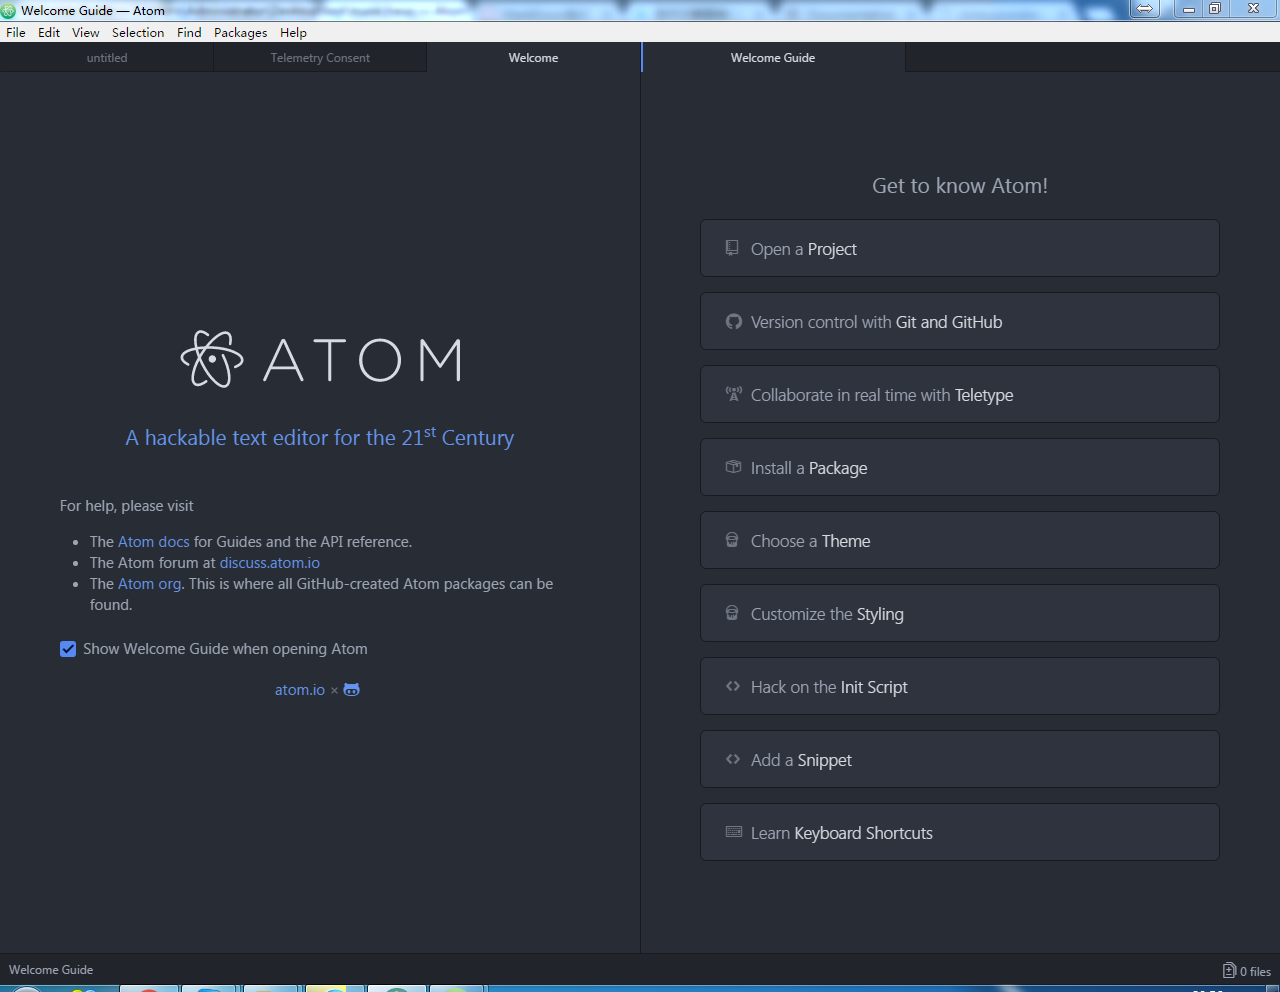 Welcome Guide — Atom
File Edit View Selection Find Packages Help
untitled Telemetry Consent Welcome Welcome Guide
ATOM
A hackable text editor for the 21st Century
For help, please visit
The Atom docs for Guides and the API reference.
The Atom forum at discuss.atom.io
The Atom org. This is where all GitHub-created Atom packages can be
found.
Show Welcome Guide when opening Atom
atom.io ×
Get to know Atom!
Open a Project
Version control with Git and GitHub
Collaborate in real time with Teletype
Install a Package
Choose a Theme
Customize the Styling
Hack on the Init Script
Add a Snippet
Learn Keyboard Shortcuts
Welcome Guide
0 files